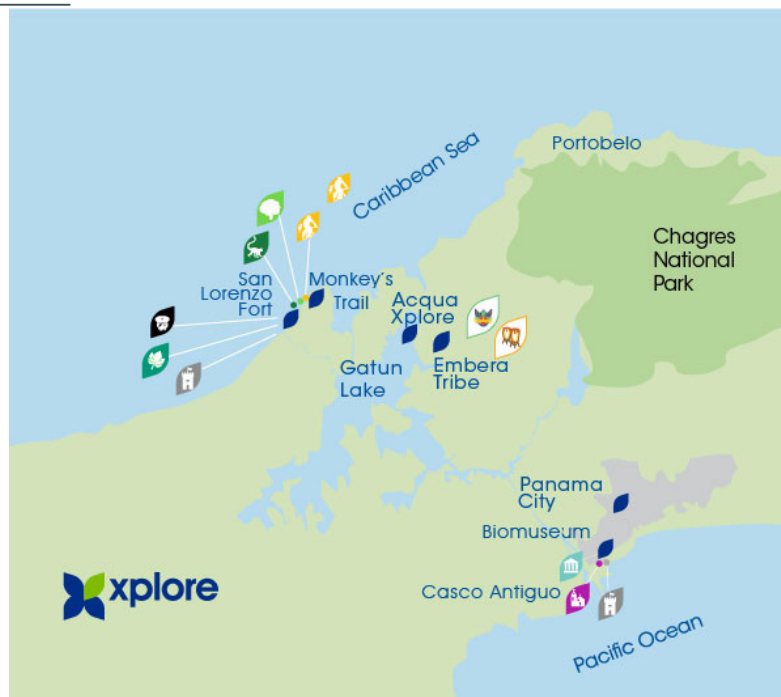 Portobelo
Caribbean Sea
Chagres
National
Park
San
Lorenzo
Fort
Monkey's
Trail
Acqua
Xplore
Gatun
Lake
Embera
Tribe
Panama
City
Biomuseum
Casco Antiguo
Pacific Ocean
xplore